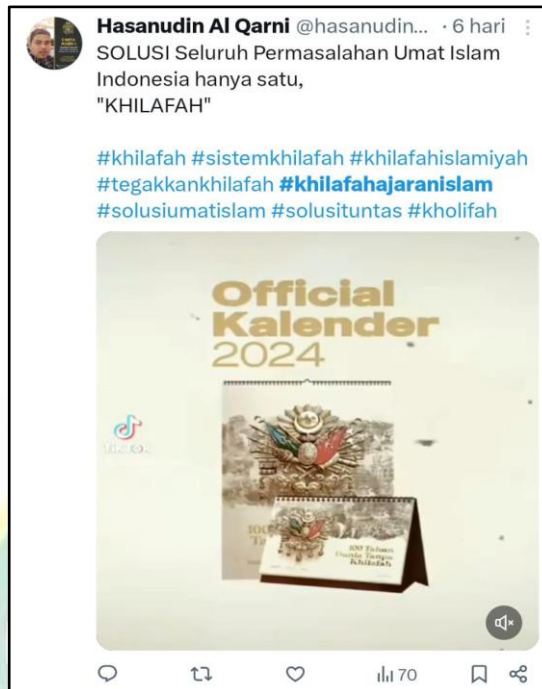 Hasanudin Al Qarni @hasanudin... · 6 hari
SOLUSI Seluruh Permasalahan Umat Islam
Indonesia hanya satu,
"KHILAFAH"
#khilafah #sistemkhilafah #khilafahislamiyah
#tegakkankhilafah #khilafahajaranislam
#solusiumatislam #solusituntas #kholifah
Official
Kalender
2024
TikTok
100
100 Tahun
Dunia Tanpa
Khilafah
70